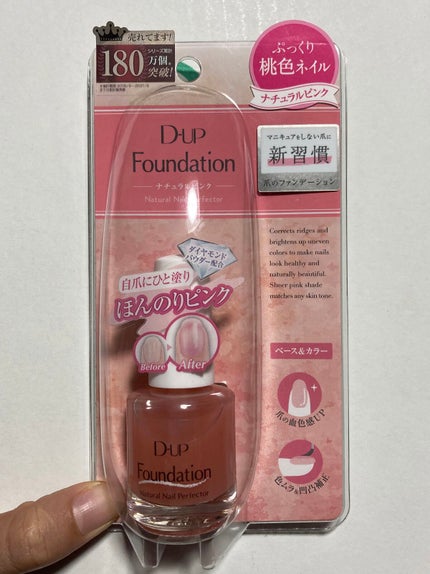 売れてます!
シリーズ累計
180万個。突破!
ぷっくり
桃色ネイル
ナチュラルピンク
マニキュアをしない爪に
新習慣
爪のファンデーション
D-UP
Foundation
ナチュラルピンク
Natural Nail Perfector
Corrects ridges and
brightens up uneven
colors to make nails
look healthy and
naturally beautiful.
Sheer pink shade
matches any skin tone.
ダイヤモンド
パウダー配合
自爪にひと塗り
ほんのりピンク
Before
After
ベース&カラー
爪の血色感UP
色ムラ&凹凸補正
D-UP
Foundation
Natural Nail Perfector